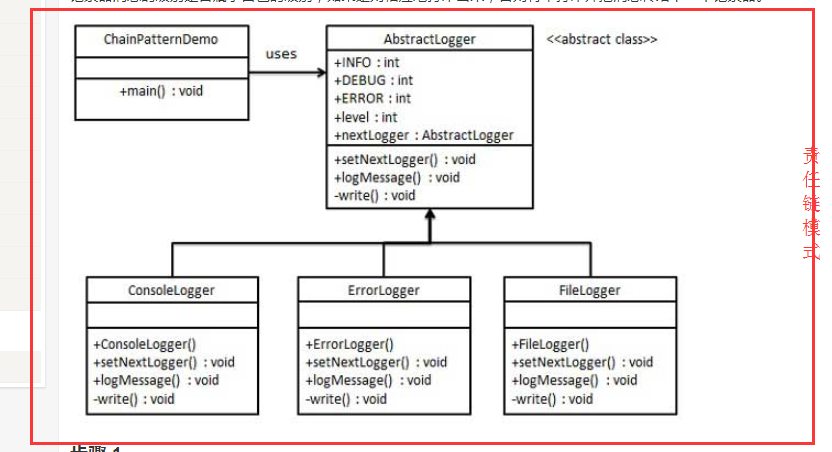 ChainPatternDemo
+main() : void
uses
AbstractLogger
<<abstract class>>
+INFO : int
+DEBUG : int
+ERROR : int
+level : int
+nextLogger : AbstractLogger
+setNextLogger() : void
+logMessage() : void
-write() : void
责任链模式
ConsoleLogger
+ConsoleLogger()
+setNextLogger() : void
+logMessage() : void
-write() : void
ErrorLogger
+ErrorLogger()
+setNextLogger() : void
+logMessage() : void
-write() : void
FileLogger
+FileLogger()
+setNextLogger() : void
+logMessage() : void
-write() : void
步骤 1